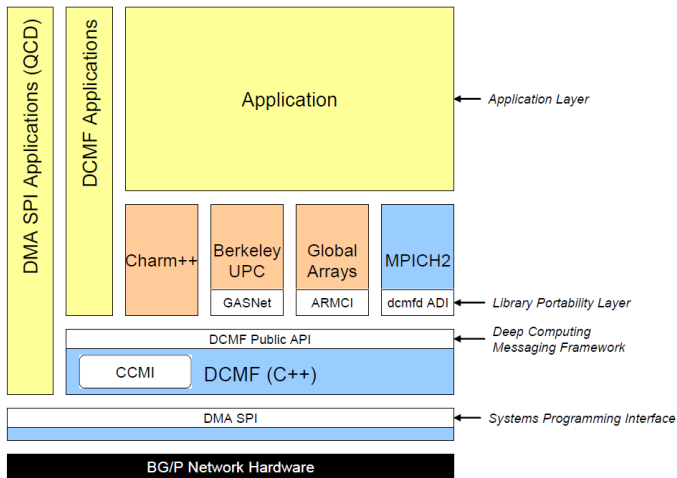 DMA SPI Applications (QCD)
DCMF Applications
Application
Application Layer
Charm++
Berkeley
UPC
Global
Arrays
MPICH2
GASNet
ARMCI
dcmfd ADI
Library Portability Layer
DCMF Public API
Deep Computing
Messaging Framework
CCMI
DCMF (C++)
DMA SPI
Systems Programming Interface
BG/P Network Hardware